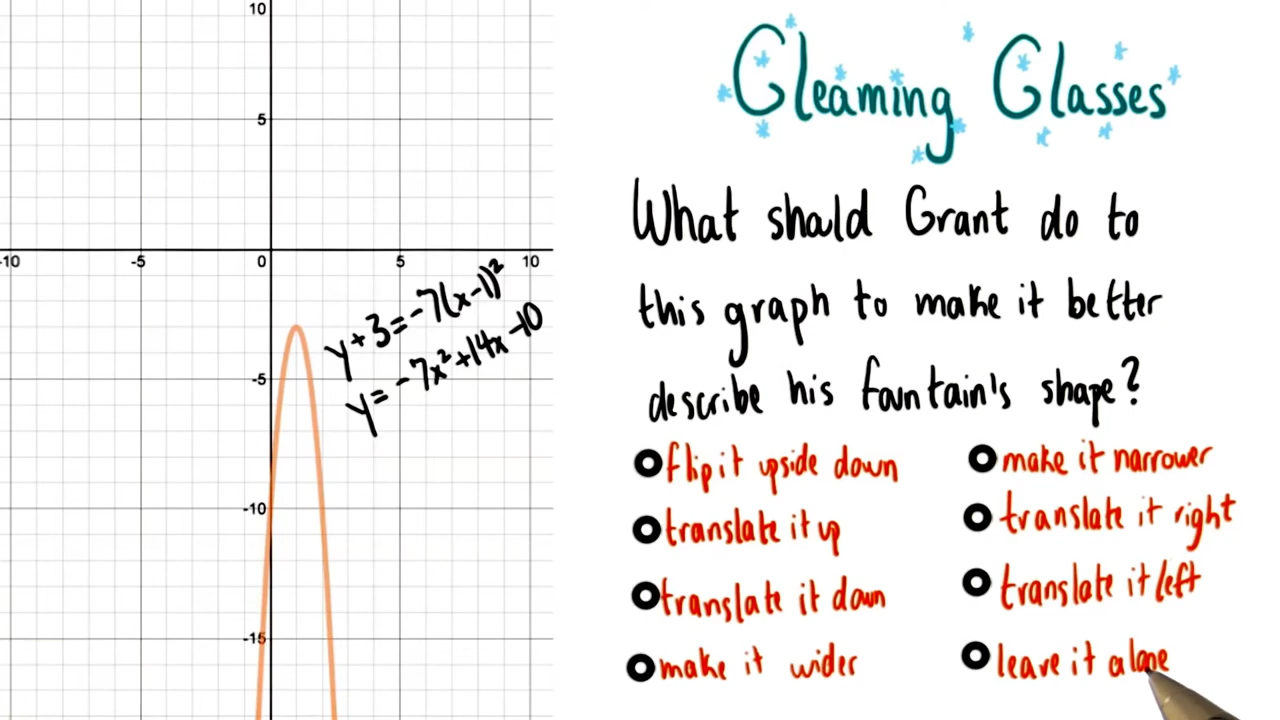 10
5
-10 -5 0 5 10
-5
-10
-15
y+3=-7(x-1)²
y=-7x²+14x-10
Gleaming Glasses
What should Grant do to
this graph to make it better
describe his fountain's shape?
flip it upside down
translate it up
translate it down
make it wider
make it narrower
translate it right
translate it left
leave it alone